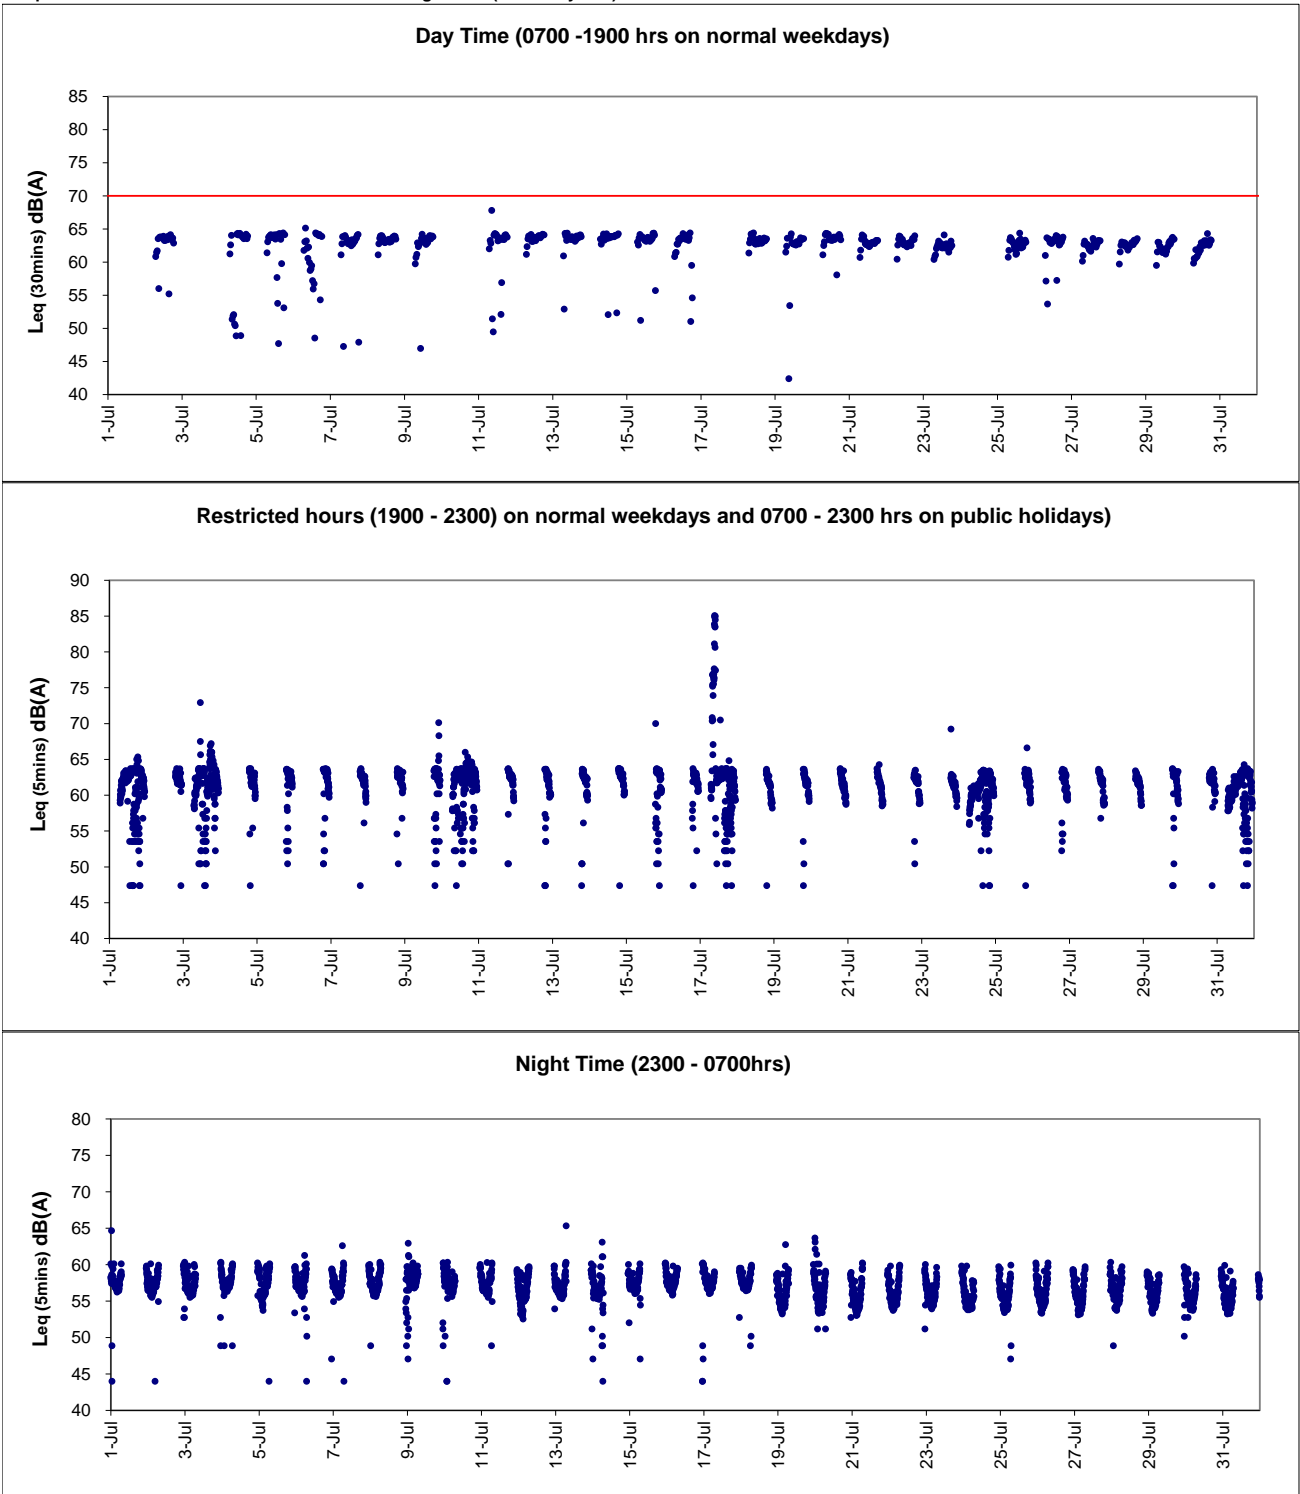 Day Time (0700 -1900 hrs on normal weekdays)
Leq (30mins) dB(A)
85
80
75
70
65
60
55
50
45
40
1-Jul
3-Jul
5-Jul
7-Jul
9-Jul
11-Jul
13-Jul
15-Jul
17-Jul
19-Jul
21-Jul
23-Jul
25-Jul
27-Jul
29-Jul
31-Jul
Restricted hours (1900 - 2300) on normal weekdays and 0700 - 2300 hrs on public holidays)
Leq (5mins) dB(A)
90
85
80
75
70
65
60
55
50
45
40
1-Jul
3-Jul
5-Jul
7-Jul
9-Jul
11-Jul
13-Jul
15-Jul
17-Jul
19-Jul
21-Jul
23-Jul
25-Jul
27-Jul
29-Jul
31-Jul
Night Time (2300 - 0700hrs)
Leq (5mins) dB(A)
80
75
70
65
60
55
50
45
40
1-Jul
3-Jul
5-Jul
7-Jul
9-Jul
11-Jul
13-Jul
15-Jul
17-Jul
19-Jul
21-Jul
23-Jul
25-Jul
27-Jul
29-Jul
31-Jul